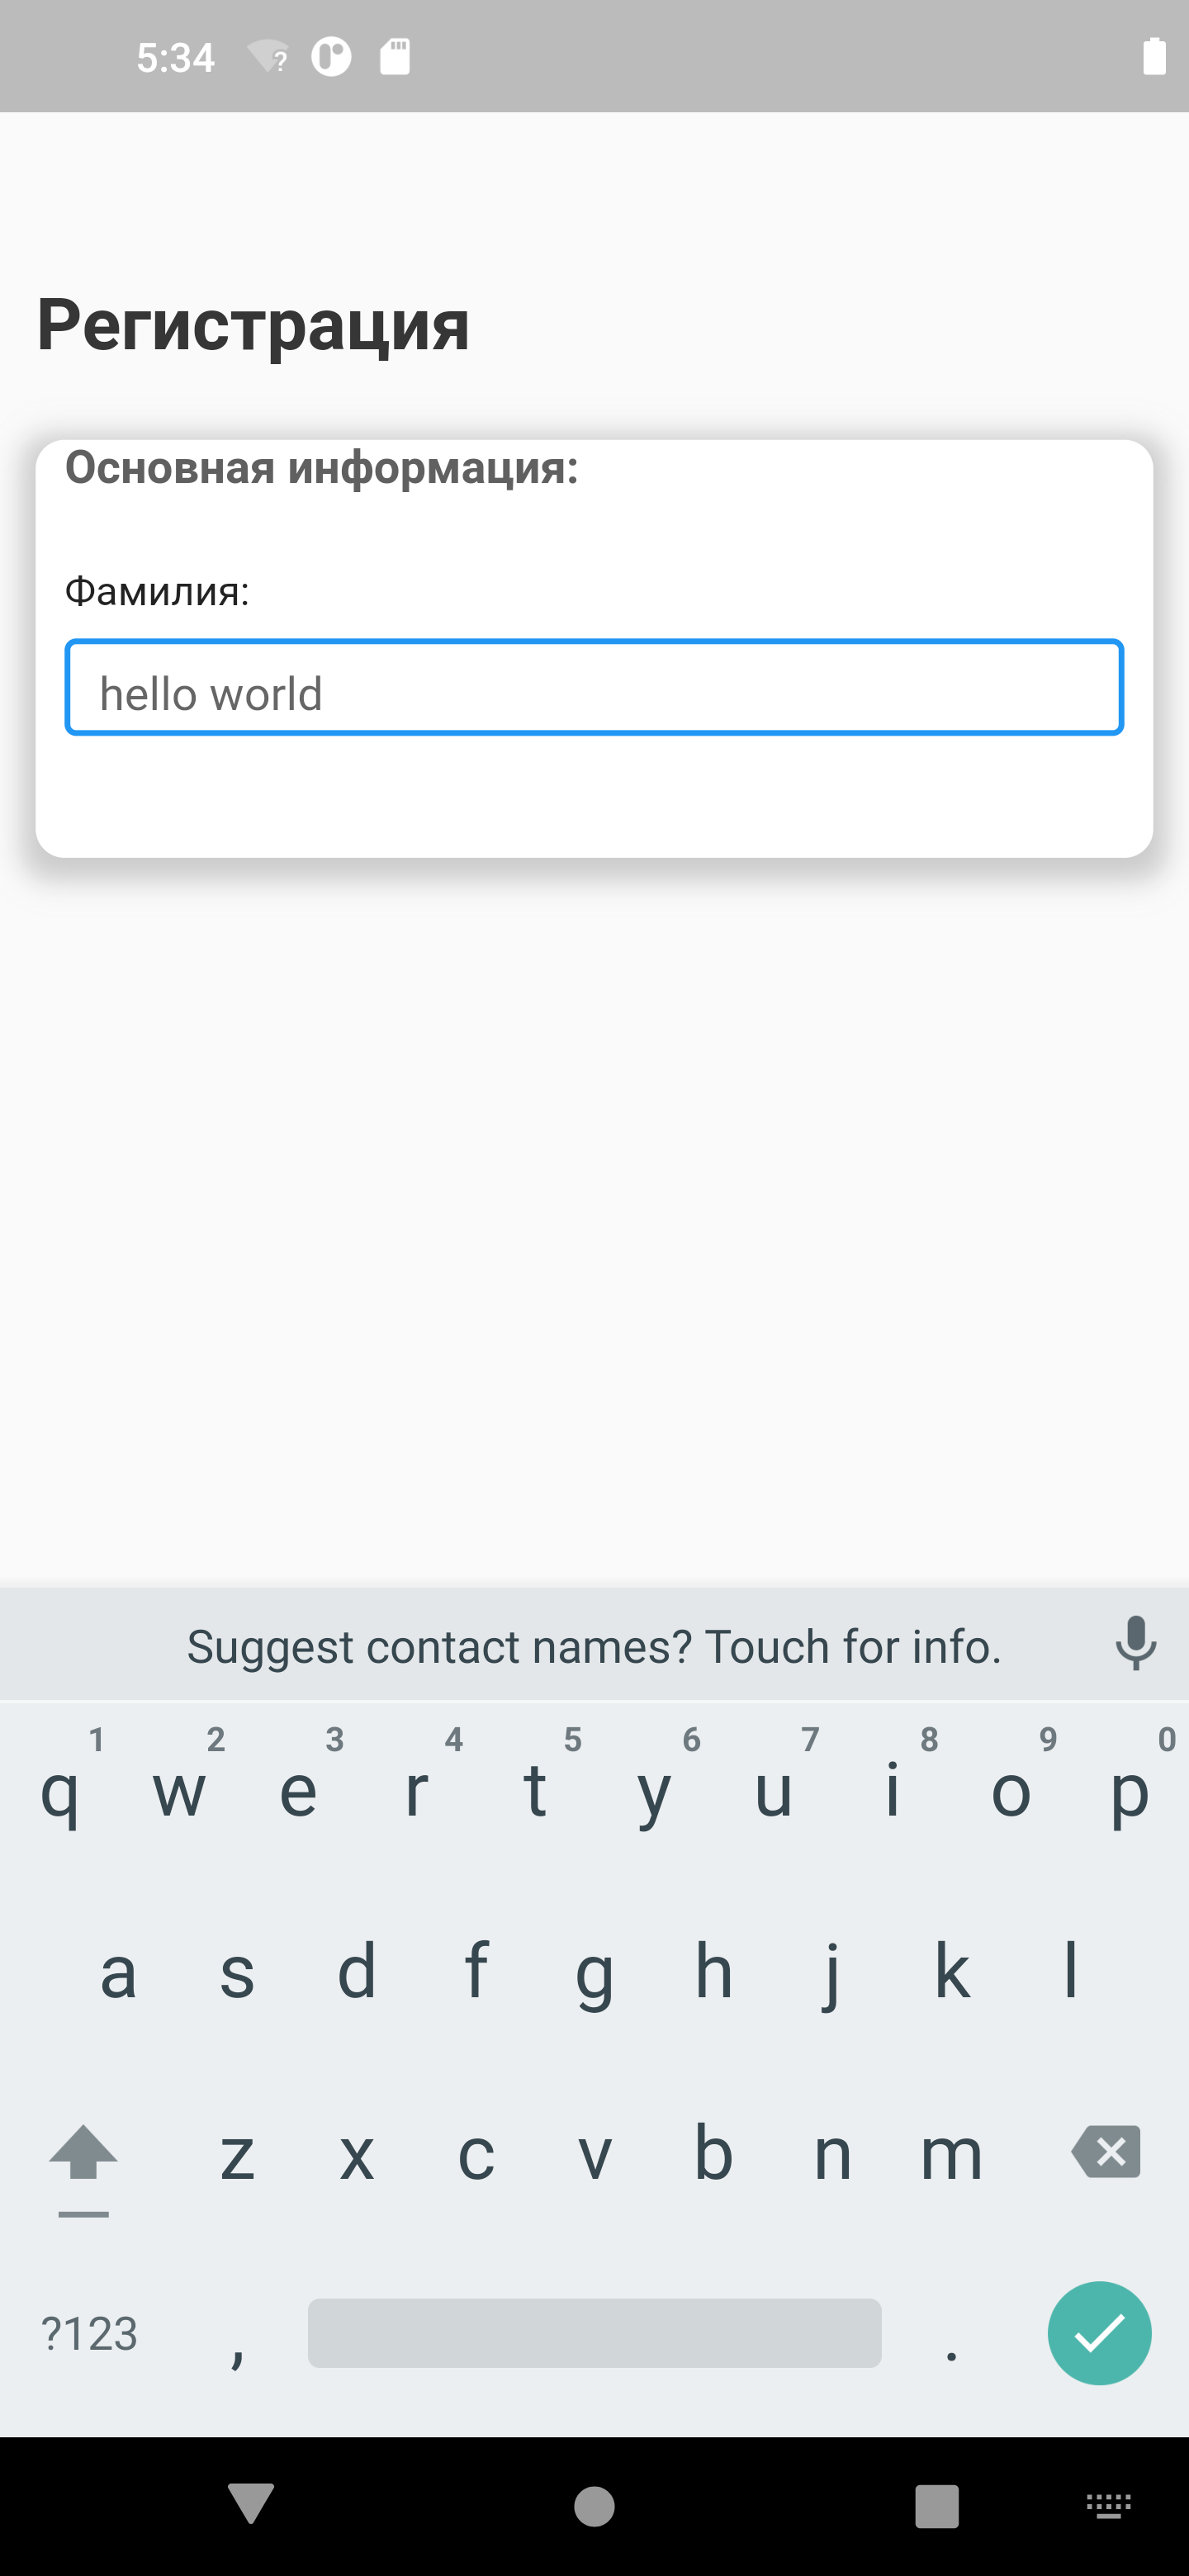 5:34
Регистрация
Основная информация:
Фамилия:
hello world
Suggest contact names? Touch for info.
1 2 3 4 5 6 7 8 9 0
q w e r t y u i o p
a s d f g h j k l
z x c v b n m
?123 , .